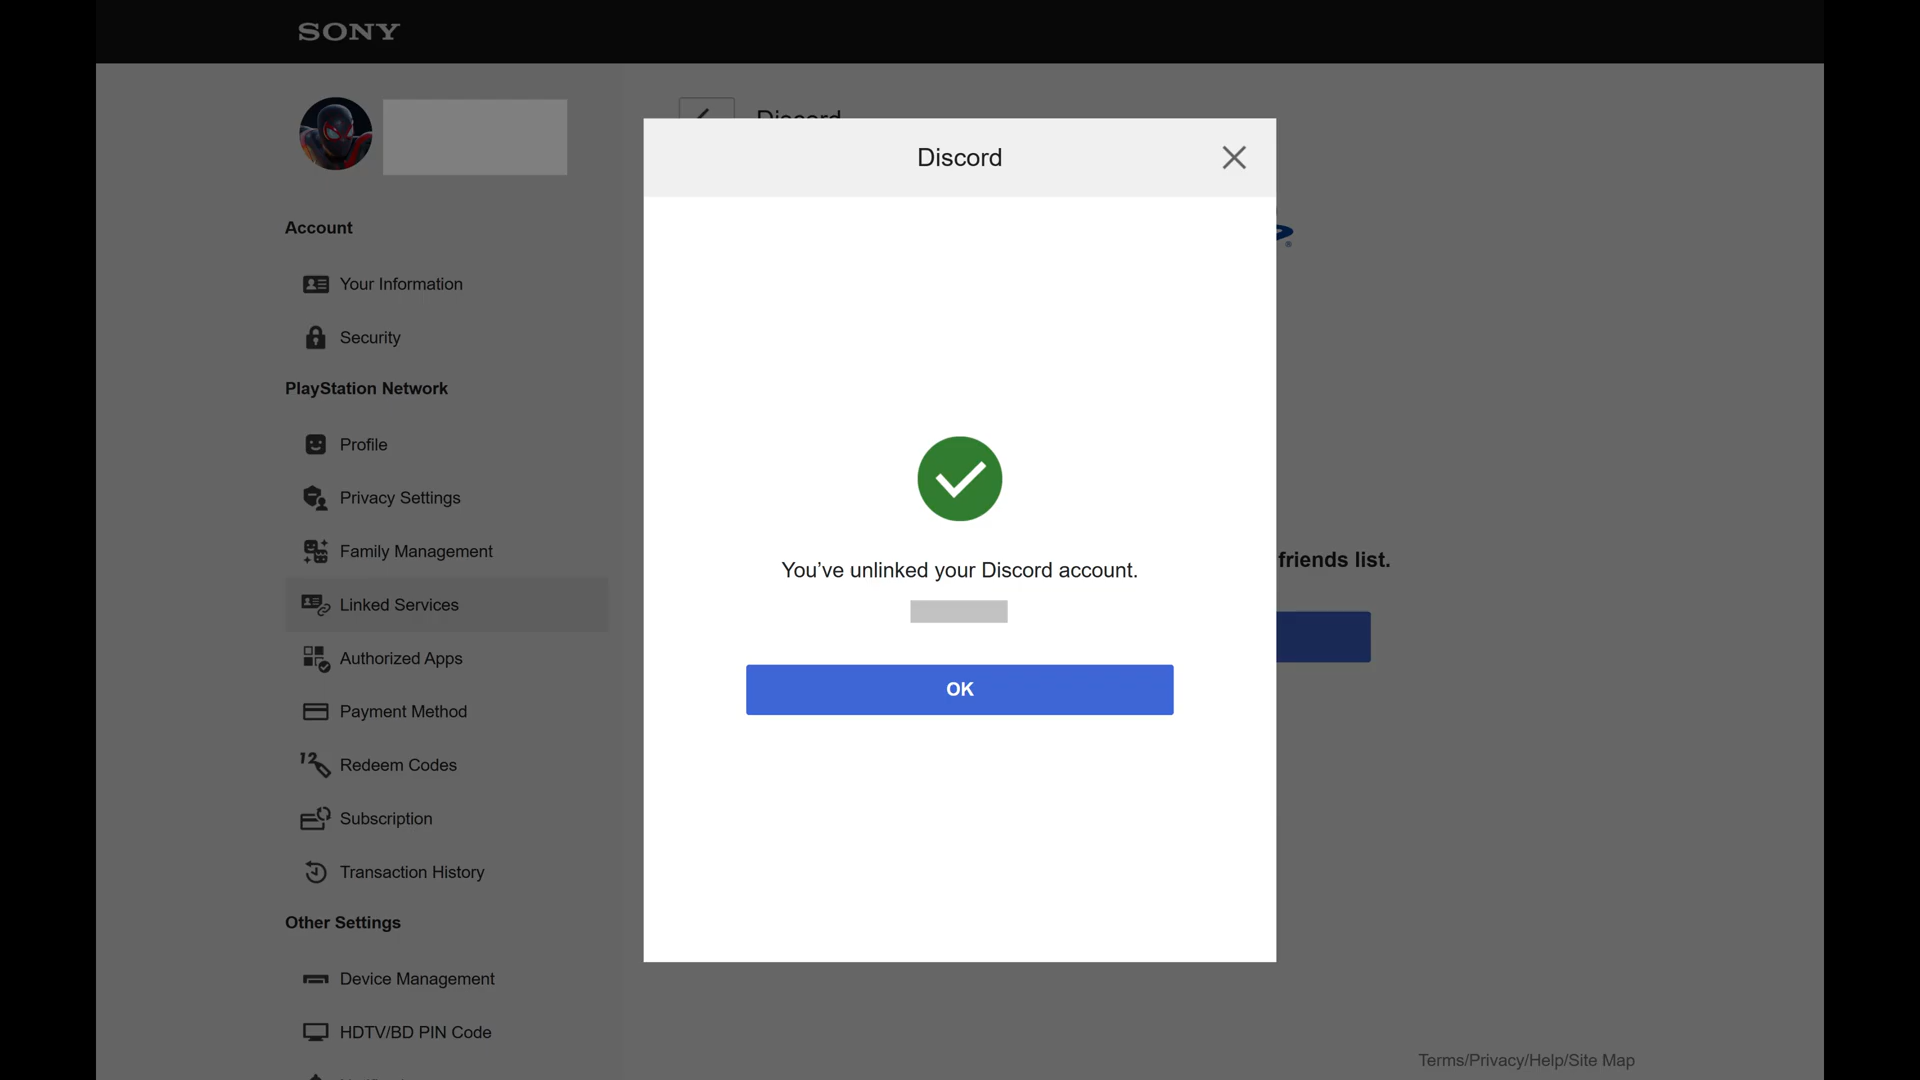 SONY
Account
Your Information
Security
PlayStation Network
Profile
Privacy Settings
Family Management
Linked Services
Authorized Apps
Payment Method
Redeem Codes
Subscription
Transaction History
Other Settings
Device Management
HDTV/BD PIN Code
Discord
Discord
You’ve unlinked your Discord account.
OK
friends list.
Terms/Privacy/Help/Site Map